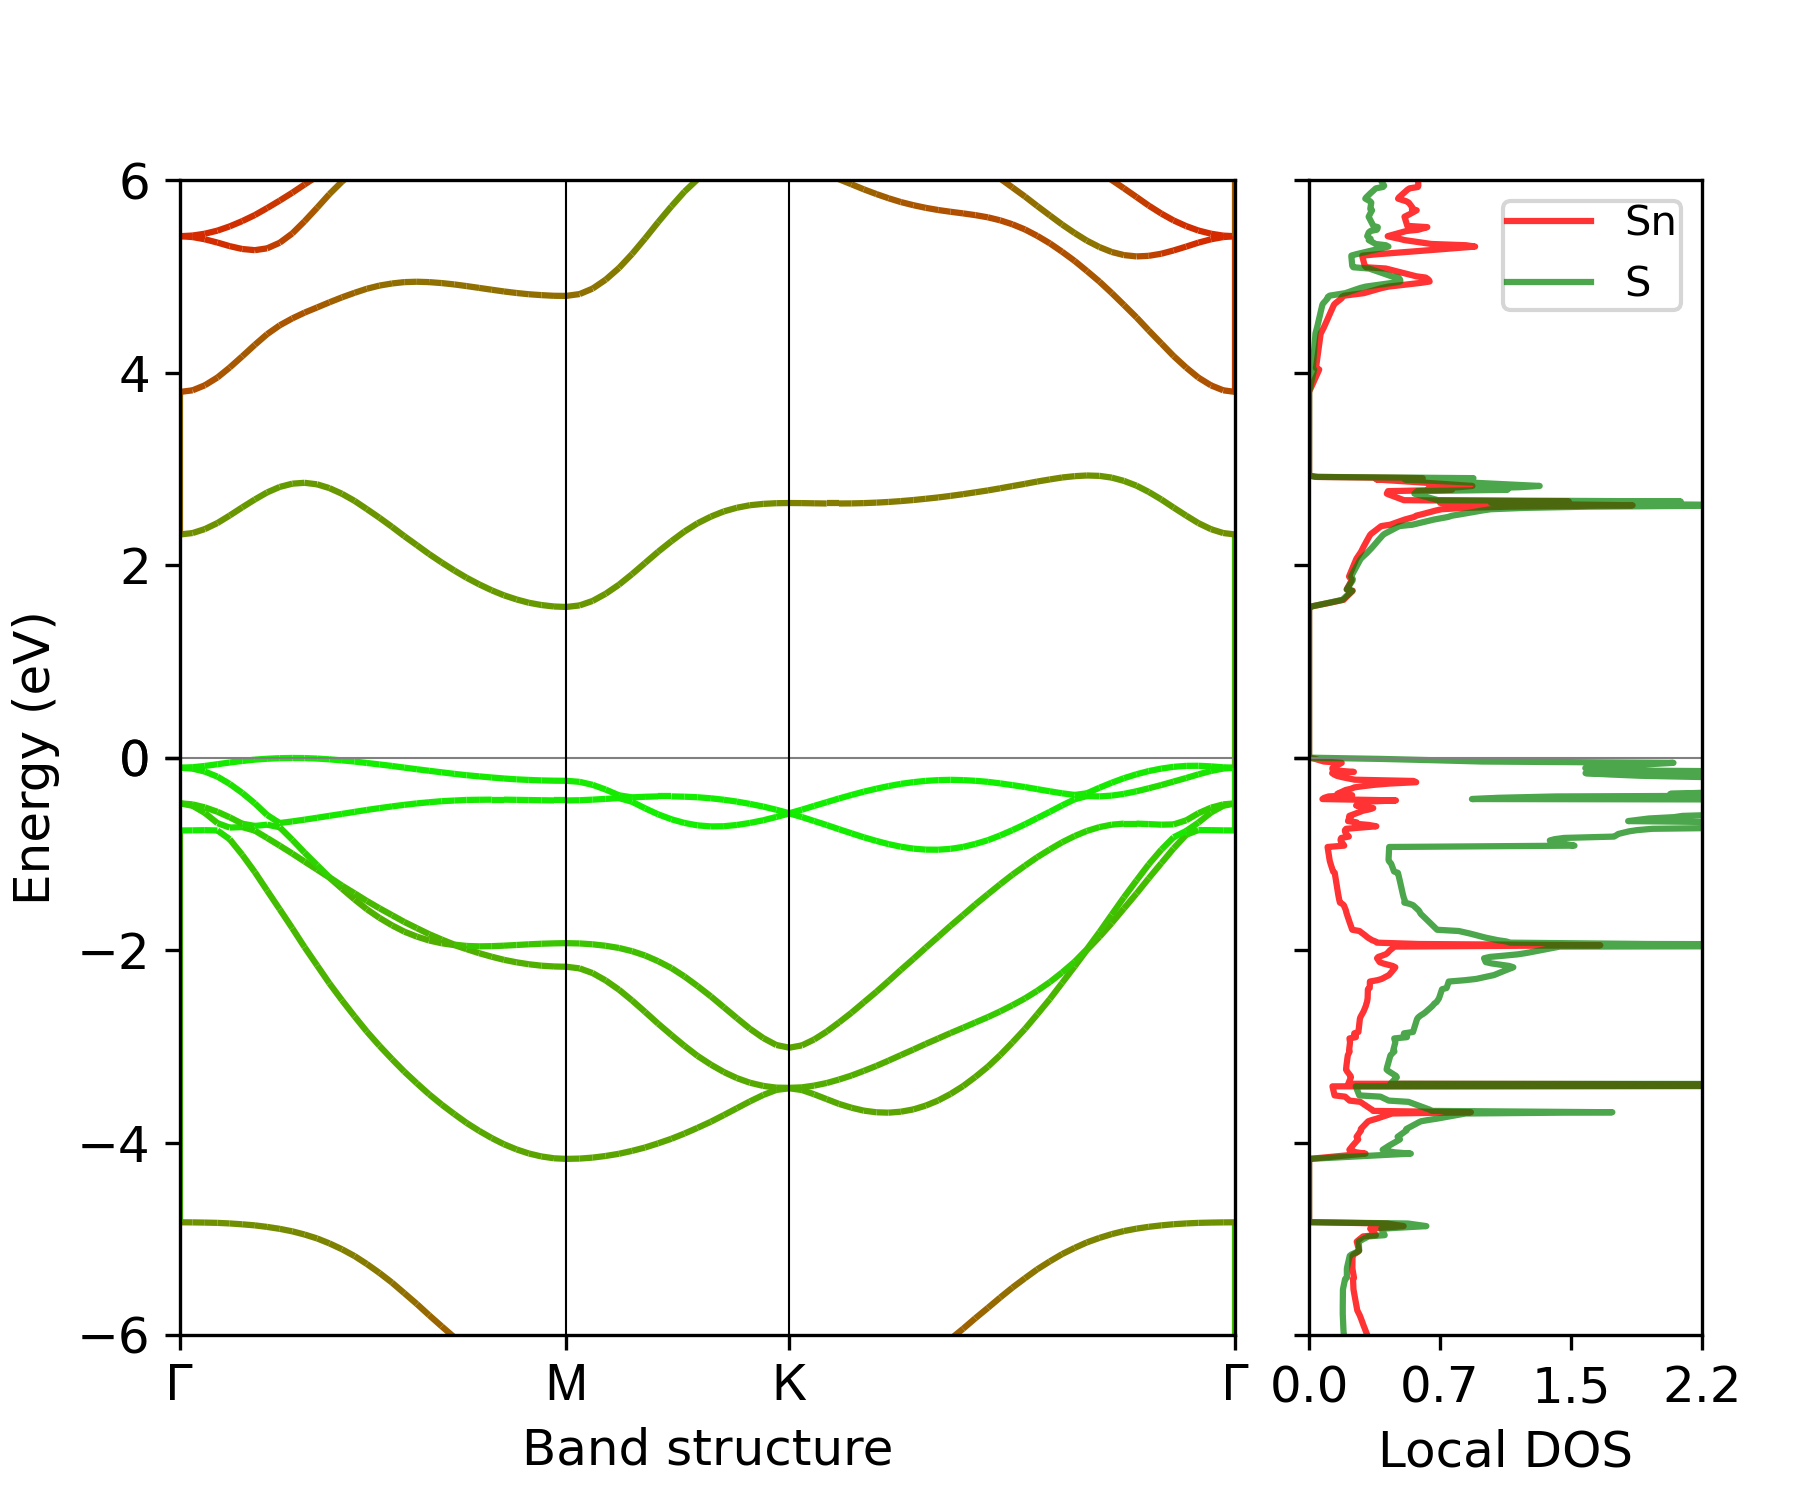 6
4
2
0
−2
−4
−6
Energy (eV)
Γ
M
K
Γ
Band structure
Sn
S
0.0
0.7
1.5
2.2
Local DOS